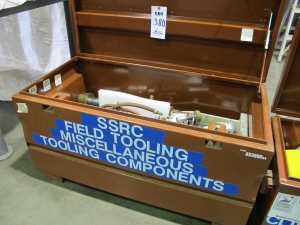 380
SSRC
FIELD TOOLING
MISCELLANEOUS
TOOLING COMPONENTS